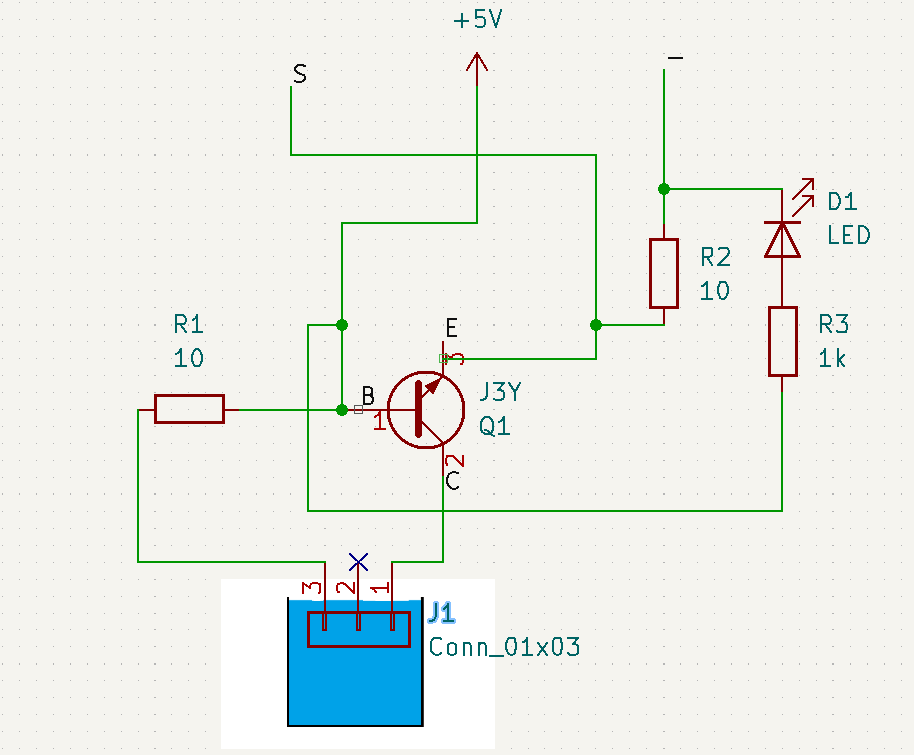 +5V
S
−
D1
LED
R2
10
R1
10
E
3
R3
1k
B
1
J3Y
Q1
2
C
3
2
1
J1
Conn_01x03